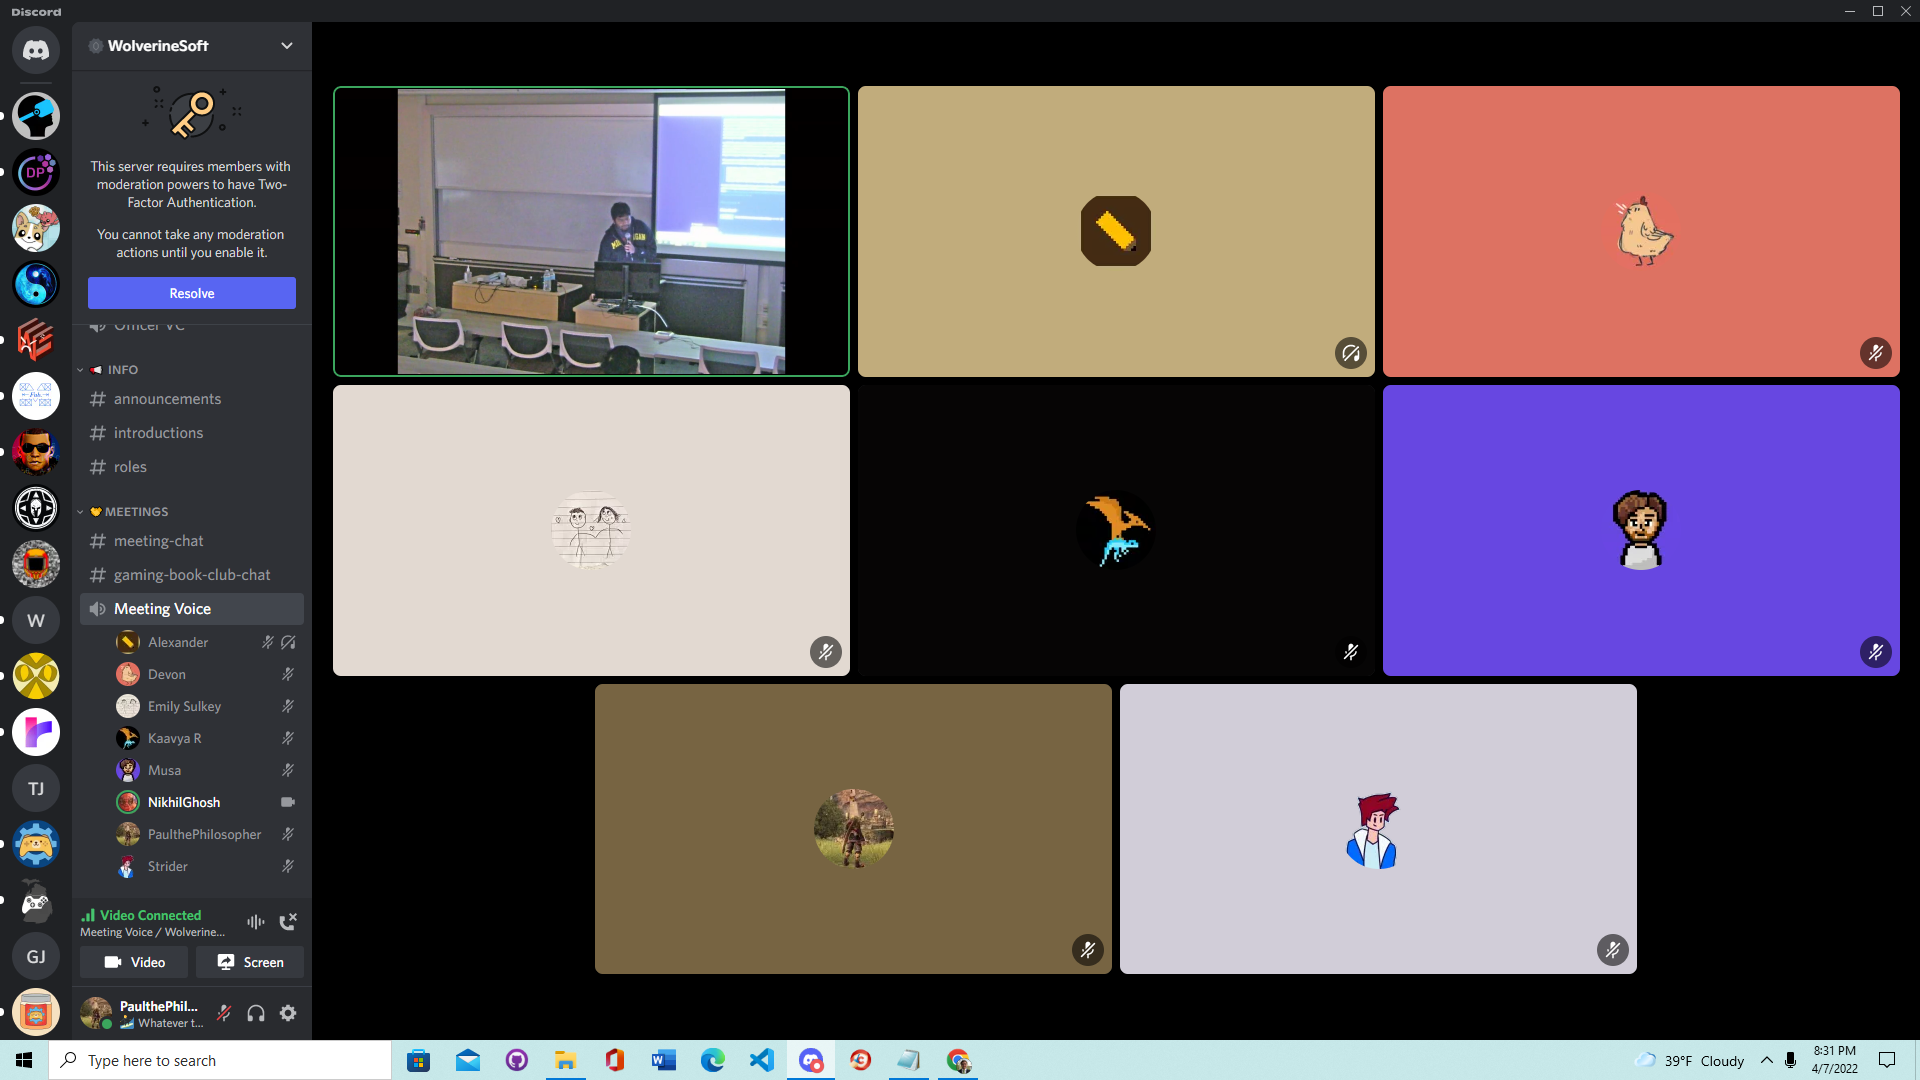 Discord
WolverineSoft
This server requires members with
moderation powers to have Two-
Factor Authentication.
You cannot take any moderation
actions until you enable it.
Resolve
Officer VC
INFO
announcements
introductions
roles
MEETINGS
meeting-chat
gaming-book-club-chat
Meeting Voice
Alexander
Devon
Emily Sulkey
Kaavya R
Musa
NikhilGhosh
PaulthePhilosopher
Strider
DP
W
TJ
GJ
Video Connected
Meeting Voice / Wolverine...
Video
Screen
PaulthePhil...
Whatever t...
Type here to search
39°F Cloudy
8:31 PM
4/7/2022